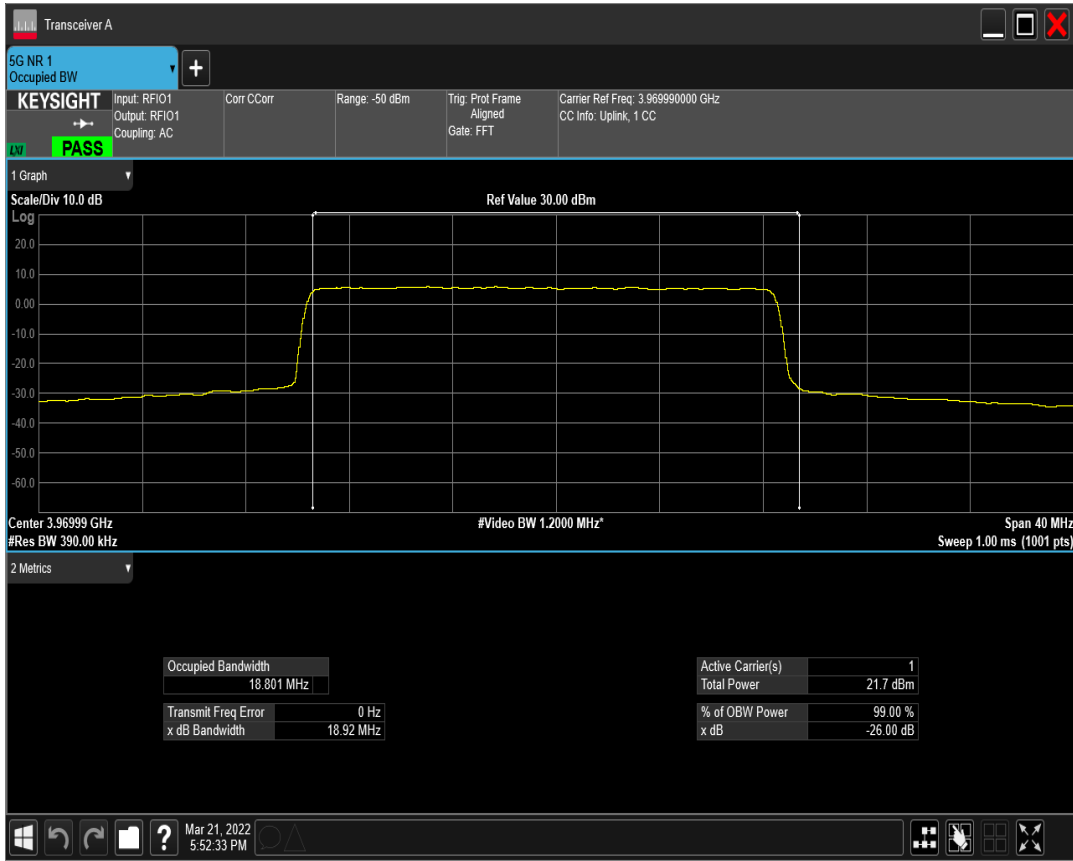 Transceiver A
5G NR 1
Occupied BW
KEYSIGHT
LXI
PASS
Input: RFIO1
Output: RFIO1
Coupling: AC
Corr CCorr
Range: -50 dBm
Trig: Prot Frame
Aligned
Gate: FFT
Carrier Ref Freq: 3.969990000 GHz
CC Info: Uplink, 1 CC
1 Graph
Scale/Div 10.0 dB
Ref Value 30.00 dBm
Log
20.0
10.0
0.00
-10.0
-20.0
-30.0
-40.0
-50.0
-60.0
Center 3.96999 GHz
#Video BW 1.2000 MHz*
Span 40 MHz
#Res BW 390.00 kHz
Sweep 1.00 ms (1001 pts)
2 Metrics
Occupied Bandwidth
18.801 MHz
Transmit Freq Error 0 Hz
x dB Bandwidth 18.92 MHz
Active Carrier(s) 1
Total Power 21.7 dBm
% of OBW Power 99.00 %
x dB -26.00 dB
?
Mar 21, 2022
5:52:33 PM